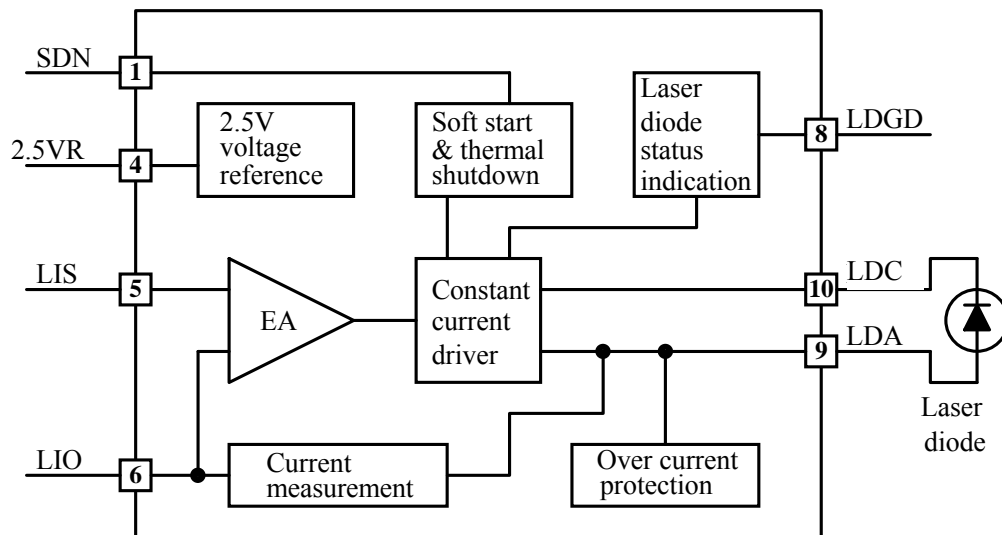 SDN
1
2.5VR
4
2.5V
voltage
reference
Soft start
& thermal
shutdown
Laser
diode
status
indication
8
LDGD
LIS
5
EA
Constant
current
driver
10
LDC
9
LDA
Laser
diode
LIO
6
Current
measurement
Over current
protection